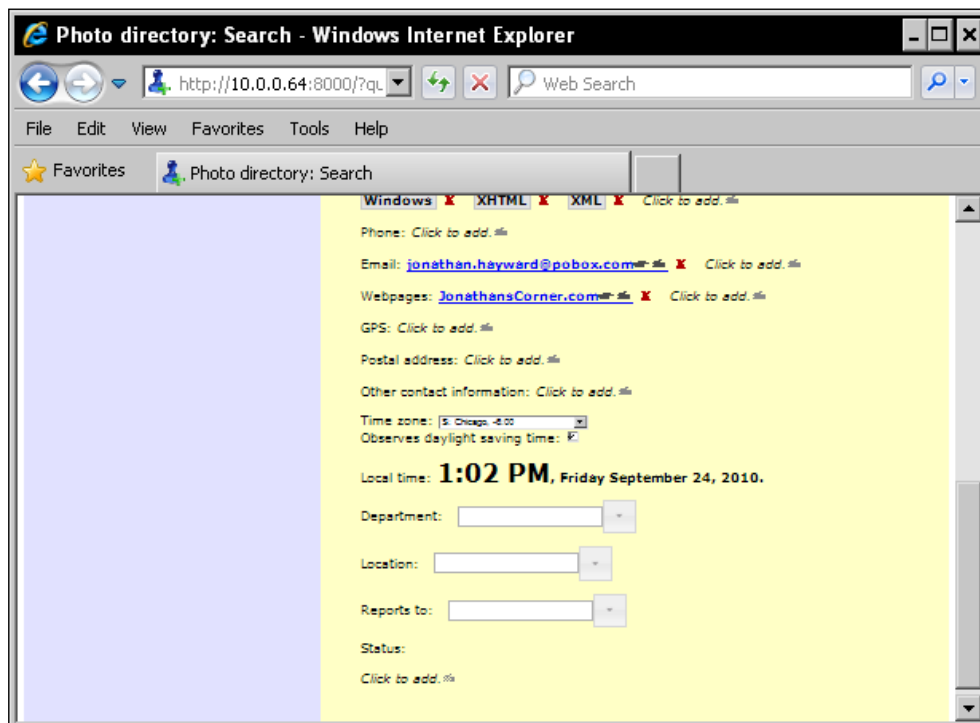 Photo directory: Search - Windows Internet Explorer
http://10.0.0.64:8000/?qu
Web Search
File Edit View Favorites Tools Help
Favorites Photo directory: Search
Windows X XHTML X XML X Click to add.
Phone: Click to add.
Email: jonathan.hayward@pobox.com X Click to add.
Webpages: JonathansCorner.com X Click to add.
GPS: Click to add.
Postal address: Click to add.
Other contact information: Click to add.
Time zone: S. Chicago, -6.00
Observes daylight saving time:
Local time: 1:02 PM, Friday September 24, 2010.
Department:
Location:
Reports to:
Status:
Click to add.